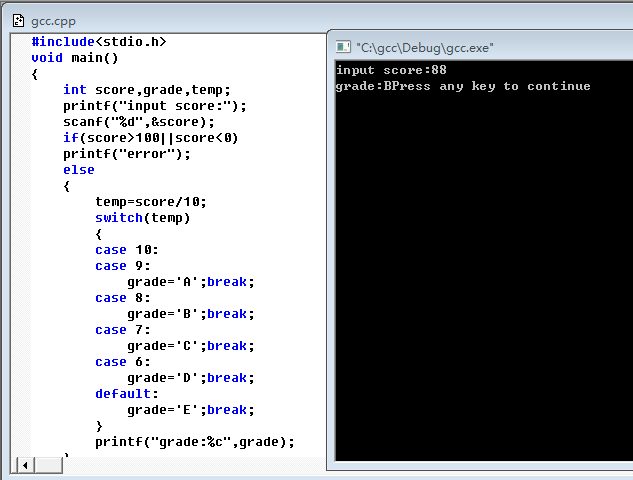 gcc.cpp
#include<stdio.h>
void main()
{
    int score,grade,temp;
    printf("input score:");
    scanf("%d",&score);
    if(score>100||score<0)
    printf("error");
    else
    {
        temp=score/10;
        switch(temp)
        {
        case 10:
        case 9:
            grade='A';break;
        case 8:
            grade='B';break;
        case 7:
            grade='C';break;
        case 6:
            grade='D';break;
        default:
            grade='E';break;
        }
        printf("grade:%c",grade);
"C:\gcc\Debug\gcc.exe"
input score:88
grade:BPress any key to continue